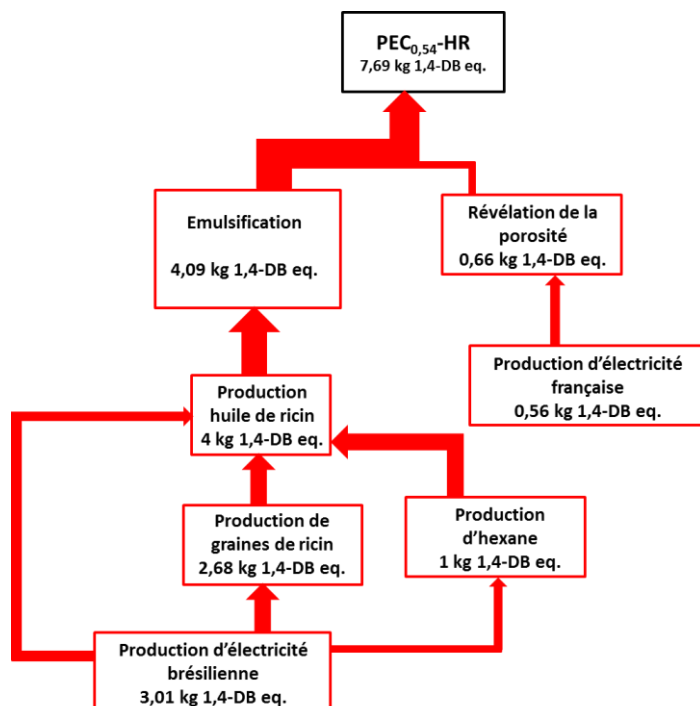 PEC0,54-HR
7,69 kg 1,4-DB eq.
Emulsification
4,09 kg 1,4-DB eq.
Révélation de la
porosité
0,66 kg 1,4-DB eq.
Production d'électricité
française
0,56 kg 1,4-DB eq.
Production
huile de ricin
4 kg 1,4-DB eq.
Production de
graines de ricin
2,68 kg 1,4-DB eq.
Production
d'hexane
1 kg 1,4-DB eq.
Production d'électricité
brésilienne
3,01 kg 1,4-DB eq.